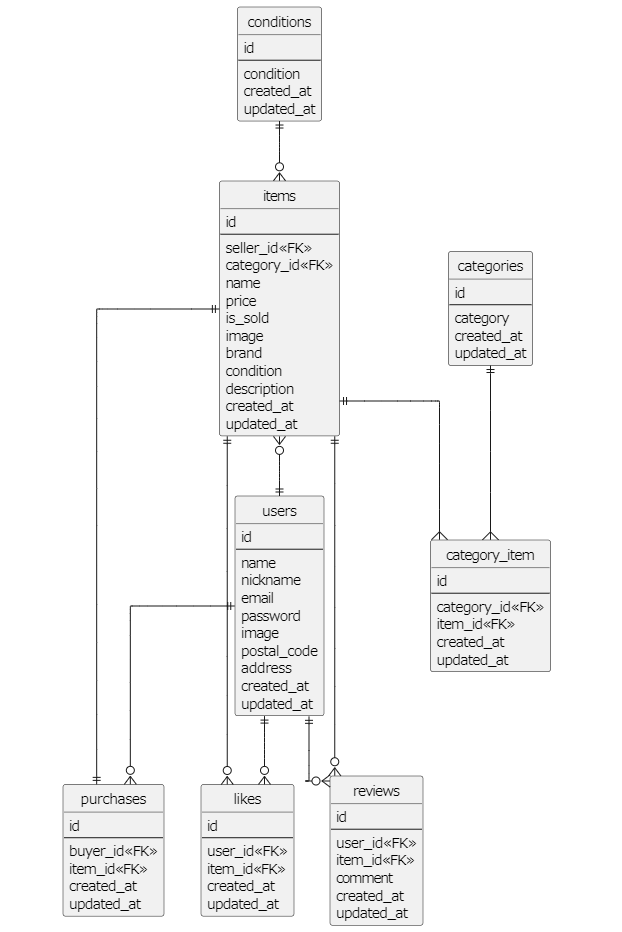 conditions
id
condition
created_at
updated_at
items
id
seller_id«FK»
category_id«FK»
name
price
is_sold
image
brand
condition
description
created_at
updated_at
categories
id
category
created_at
updated_at
users
id
name
nickname
email
password
image
postal_code
address
created_at
updated_at
category_item
id
category_id«FK»
item_id«FK»
created_at
updated_at
purchases
id
buyer_id«FK»
item_id«FK»
created_at
updated_at
likes
id
user_id«FK»
item_id«FK»
created_at
updated_at
reviews
id
user_id«FK»
item_id«FK»
comment
created_at
updated_at